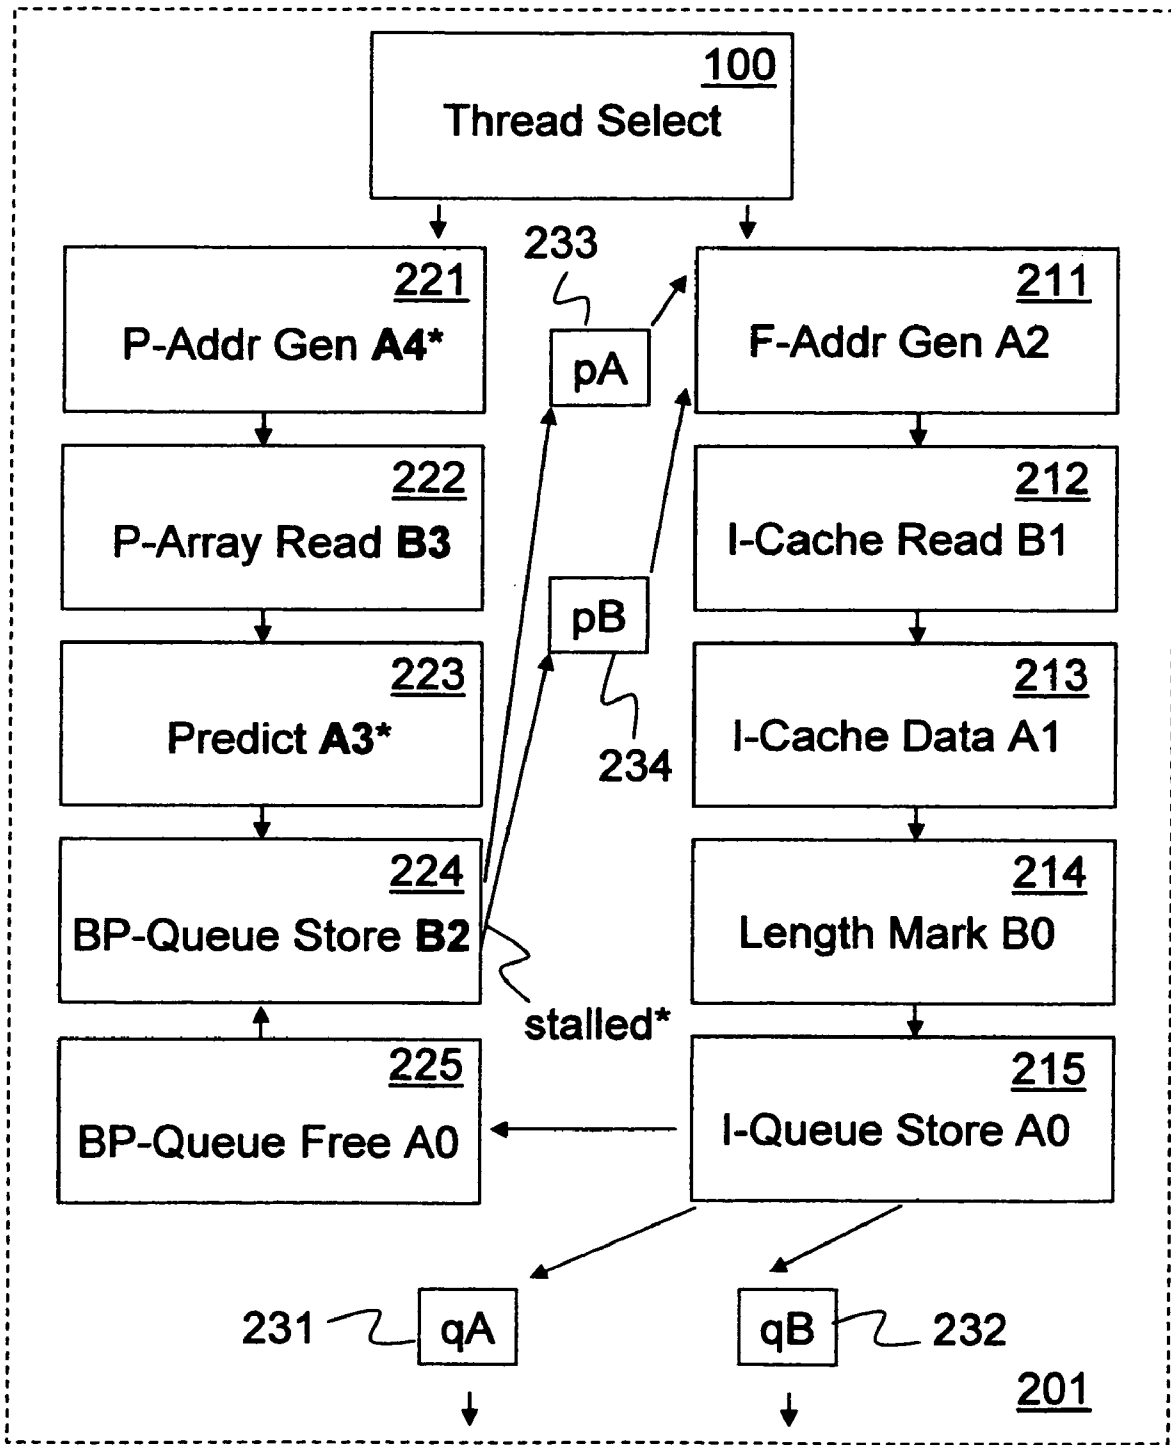 100
Thread Select
233
221
P-Addr Gen A4*
211
F-Addr Gen A2
pA
222
P-Array Read B3
212
I-Cache Read B1
pB
223
Predict A3*
213
I-Cache Data A1
234
224
BP-Queue Store B2
214
Length Mark B0
stalled*
225
BP-Queue Free A0
215
I-Queue Store A0
231
qA
qB
232
201